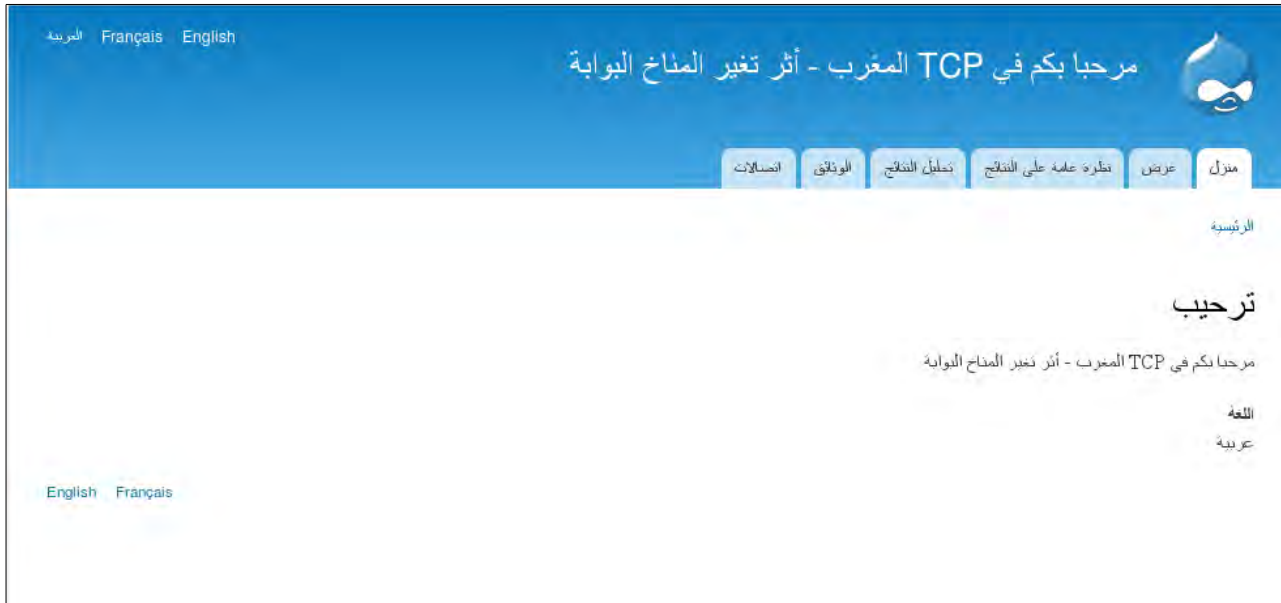 العربية Français English
مرحبا بكم في TCP المغرب - أثر تغير المناخ البوابة
منزل عرض نظرة عامة على النتائج تحليل النتائج الوثائق اتصالات
الرئيسية
ترحيب
مرحبا بكم في TCP المغرب - أثر تغير المناخ البوابة
اللغة
عربية
English Français